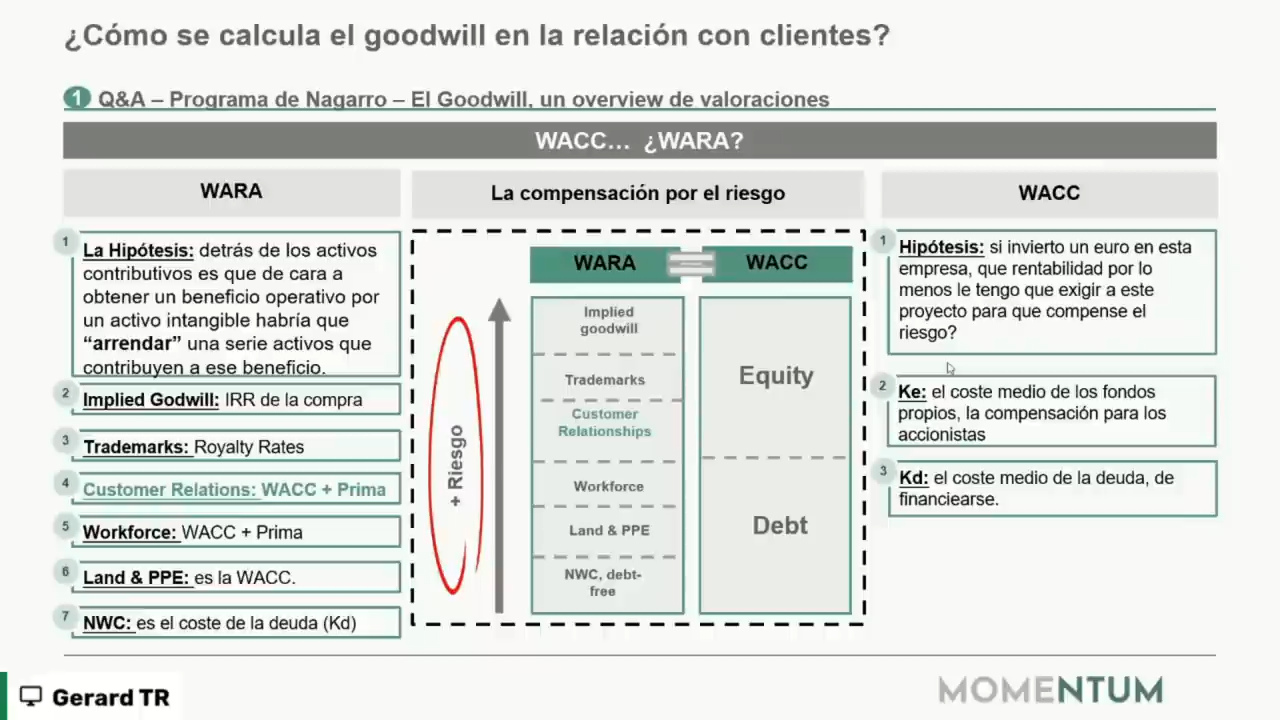 ¿Cómo se calcula el goodwill en la relación con clientes?
1 Q&A – Programa de Nagarro – El Goodwill, un overview de valoraciones
WACC… ¿WARA?
WARA
1
La Hipótesis: detrás de los activos
contributivos es que de cara a
obtener un beneficio operativo por
un activo intangible habría que
“arrendar” una serie activos que
contribuyen a ese beneficio.
2
Implied Godwill: IRR de la compra
3
Trademarks: Royalty Rates
4
Customer Relations: WACC + Prima
5
Workforce: WACC + Prima
6
Land & PPE: es la WACC.
7
NWC: es el coste de la deuda (Kd)
La compensación por el riesgo
WARA
WACC
+ Riesgo
Implied
goodwill
Trademarks
Customer
Relationships
Workforce
Land & PPE
NWC, debt-
free
Equity
Debt
WACC
1
Hipótesis: si invierto un euro en esta
empresa, que rentabilidad por lo
menos le tengo que exigir a este
proyecto para que compense el
riesgo?
2
Ke: el coste medio de los fondos
propios, la compensación para los
accionistas
3
Kd: el coste medio de la deuda, de
financiearse.
Gerard TR
MOMENTUM